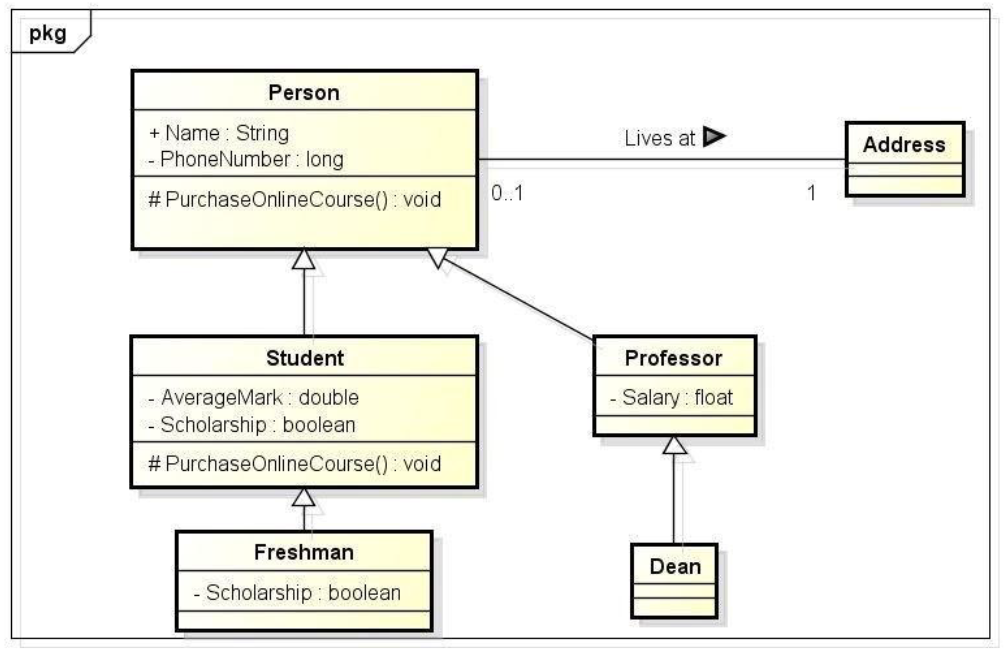 pkg
Person
+ Name : String
- PhoneNumber : long
# PurchaseOnlineCourse() : void
Lives at
0..1
1
Address
Student
- AverageMark : double
- Scholarship : boolean
# PurchaseOnlineCourse() : void
Professor
- Salary : float
Freshman
- Scholarship : boolean
Dean